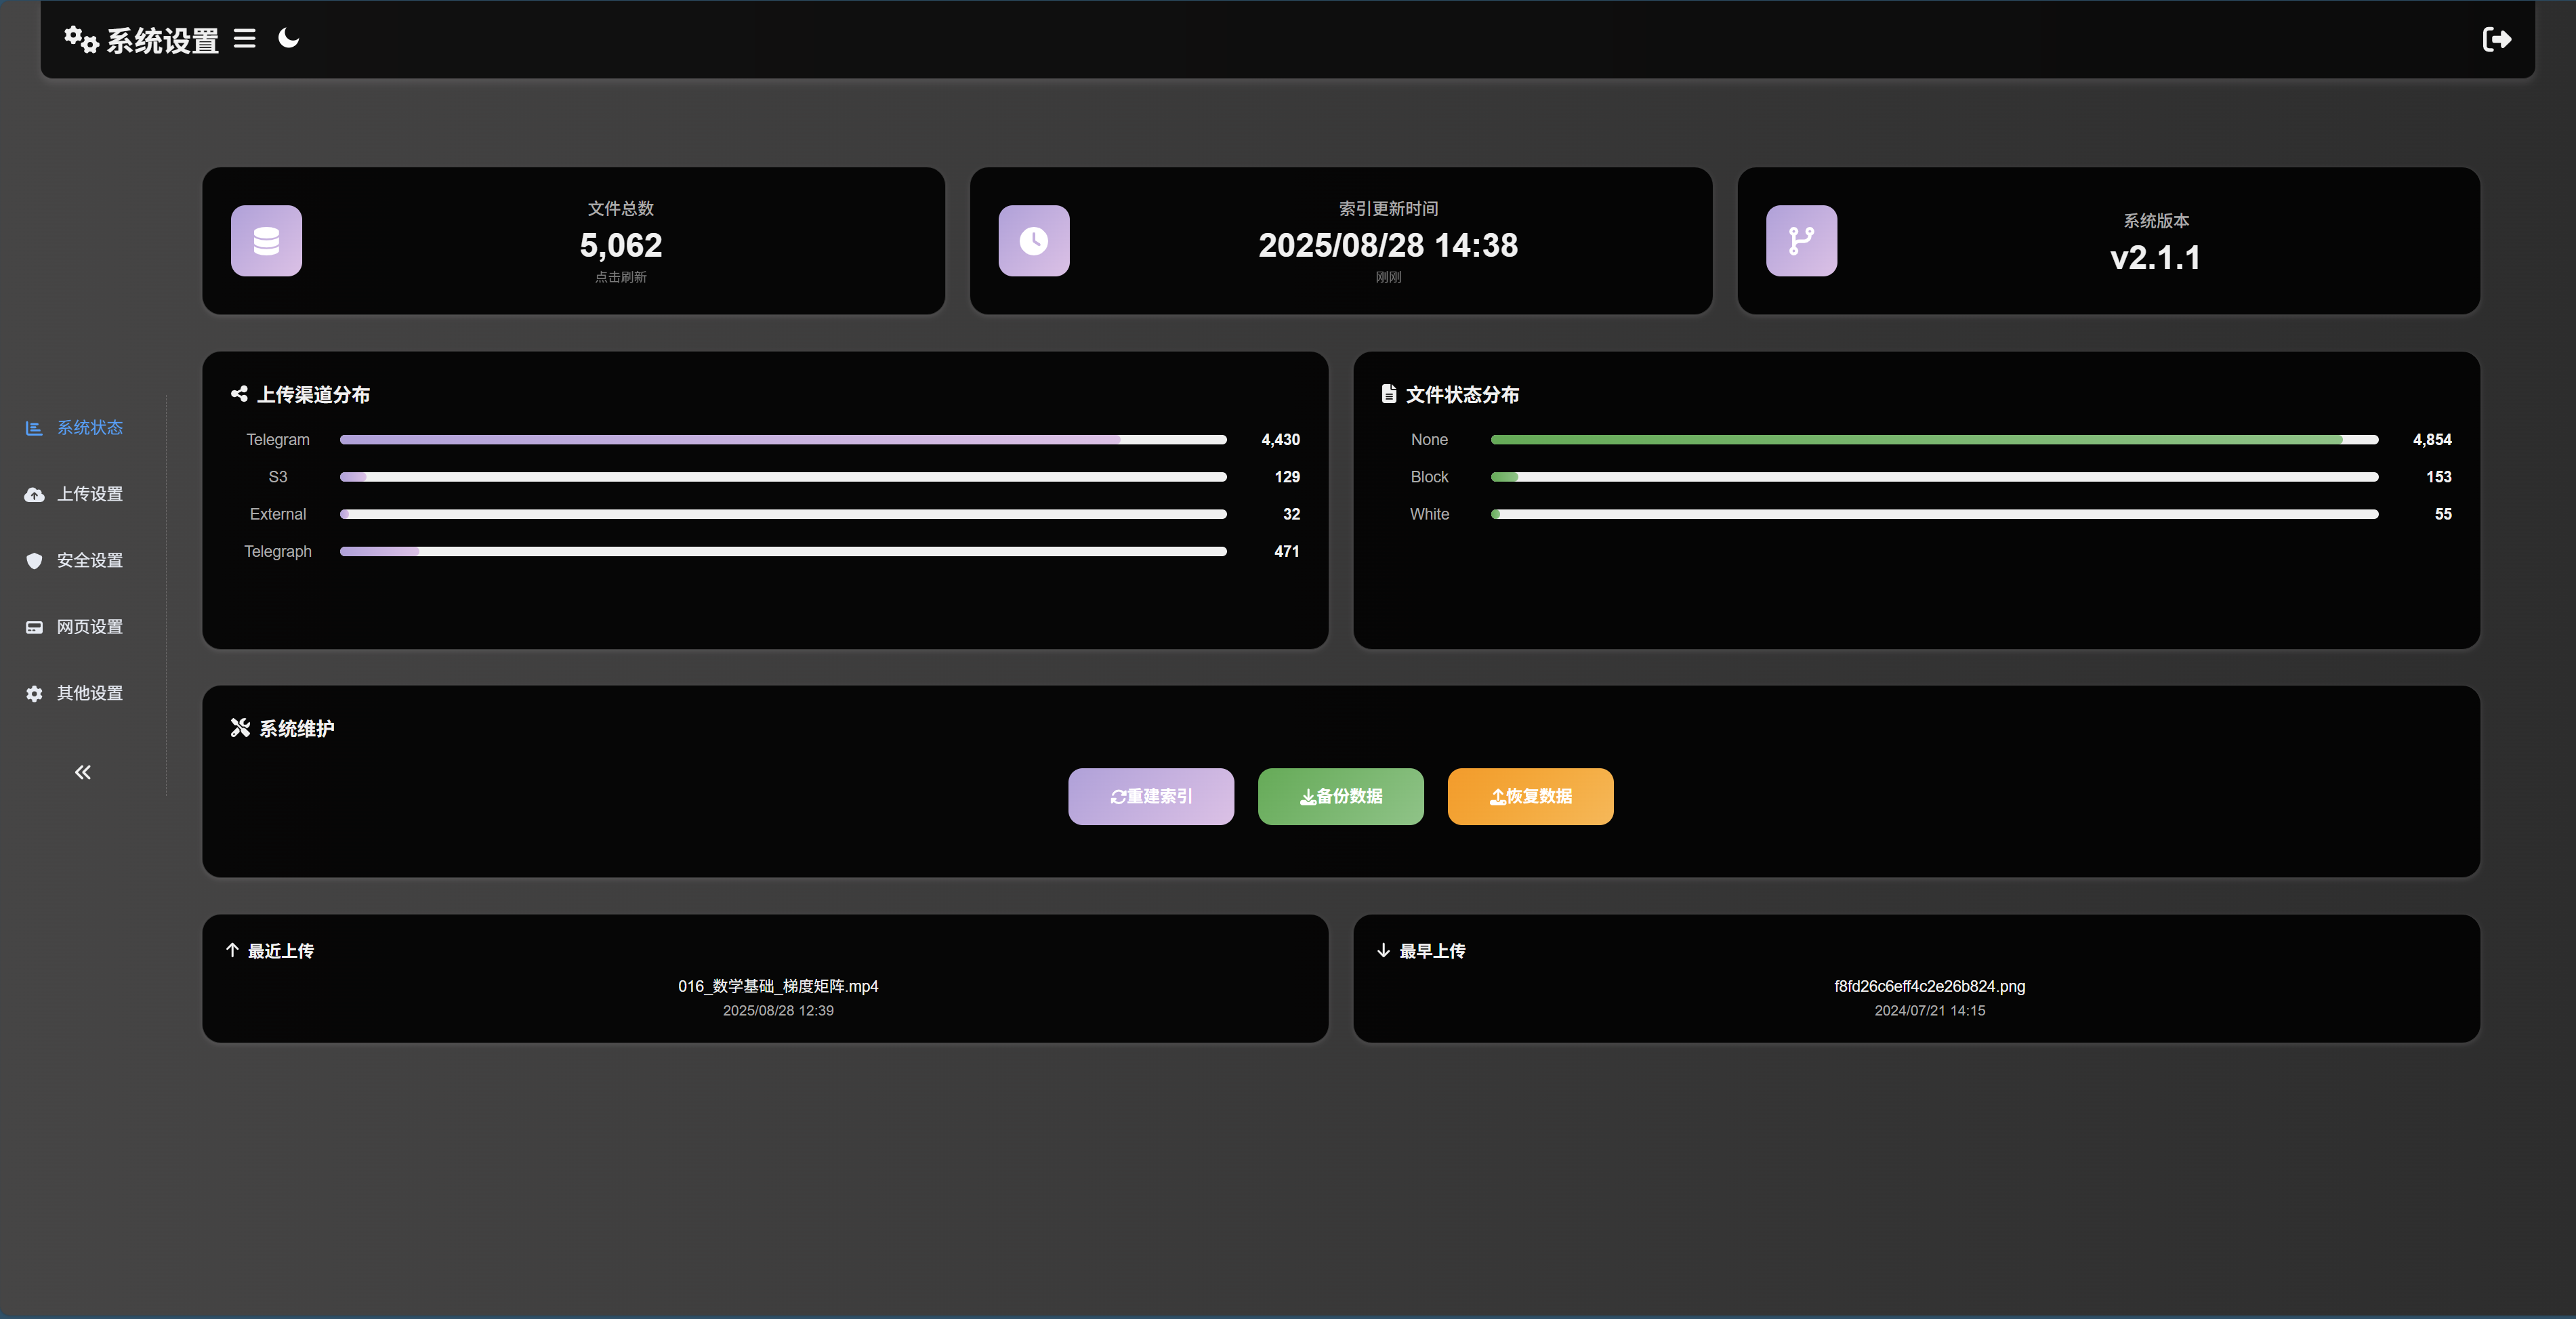 系统设置
文件总数
5,062
点击刷新
索引更新时间
2025/08/28 14:38
刚刚
系统版本
v2.1.1
系统状态
上传设置
安全设置
网页设置
其他设置
上传渠道分布
Telegram 4,430
S3 129
External 32
Telegraph 471
文件状态分布
None 4,854
Block 153
White 55
系统维护
重建索引
备份数据
恢复数据
最近上传
016_数学基础_梯度矩阵.mp4
2025/08/28 12:39
最早上传
f8fd26c6eff4c2e26b824.png
2024/07/21 14:15